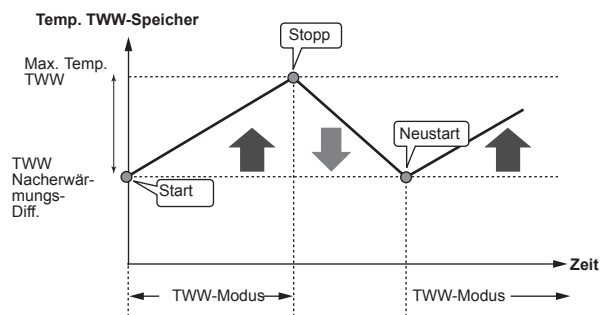 Temp. TWW-Speicher
Stopp
Max. Temp.
TWW
Neustart
TWW
Nacherwär-
mungs-
Diff.
Start
Zeit
TWW-Modus
TWW-Modus